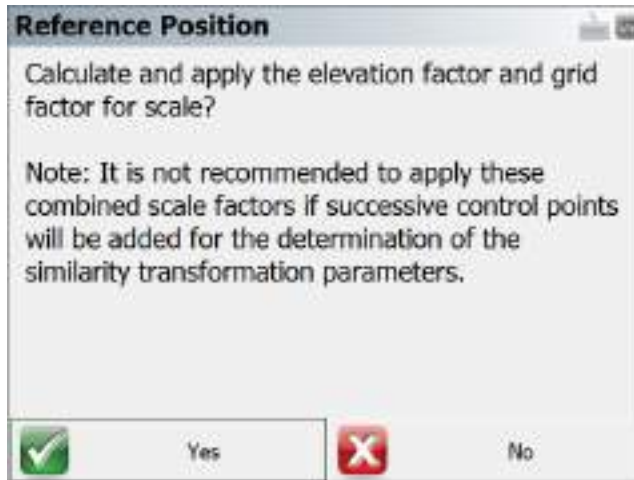 Reference Position
Calculate and apply the elevation factor and grid
factor for scale?
Note: It is not recommended to apply these
combined scale factors if successive control points
will be added for the determination of the
similarity transformation parameters.
Yes
No